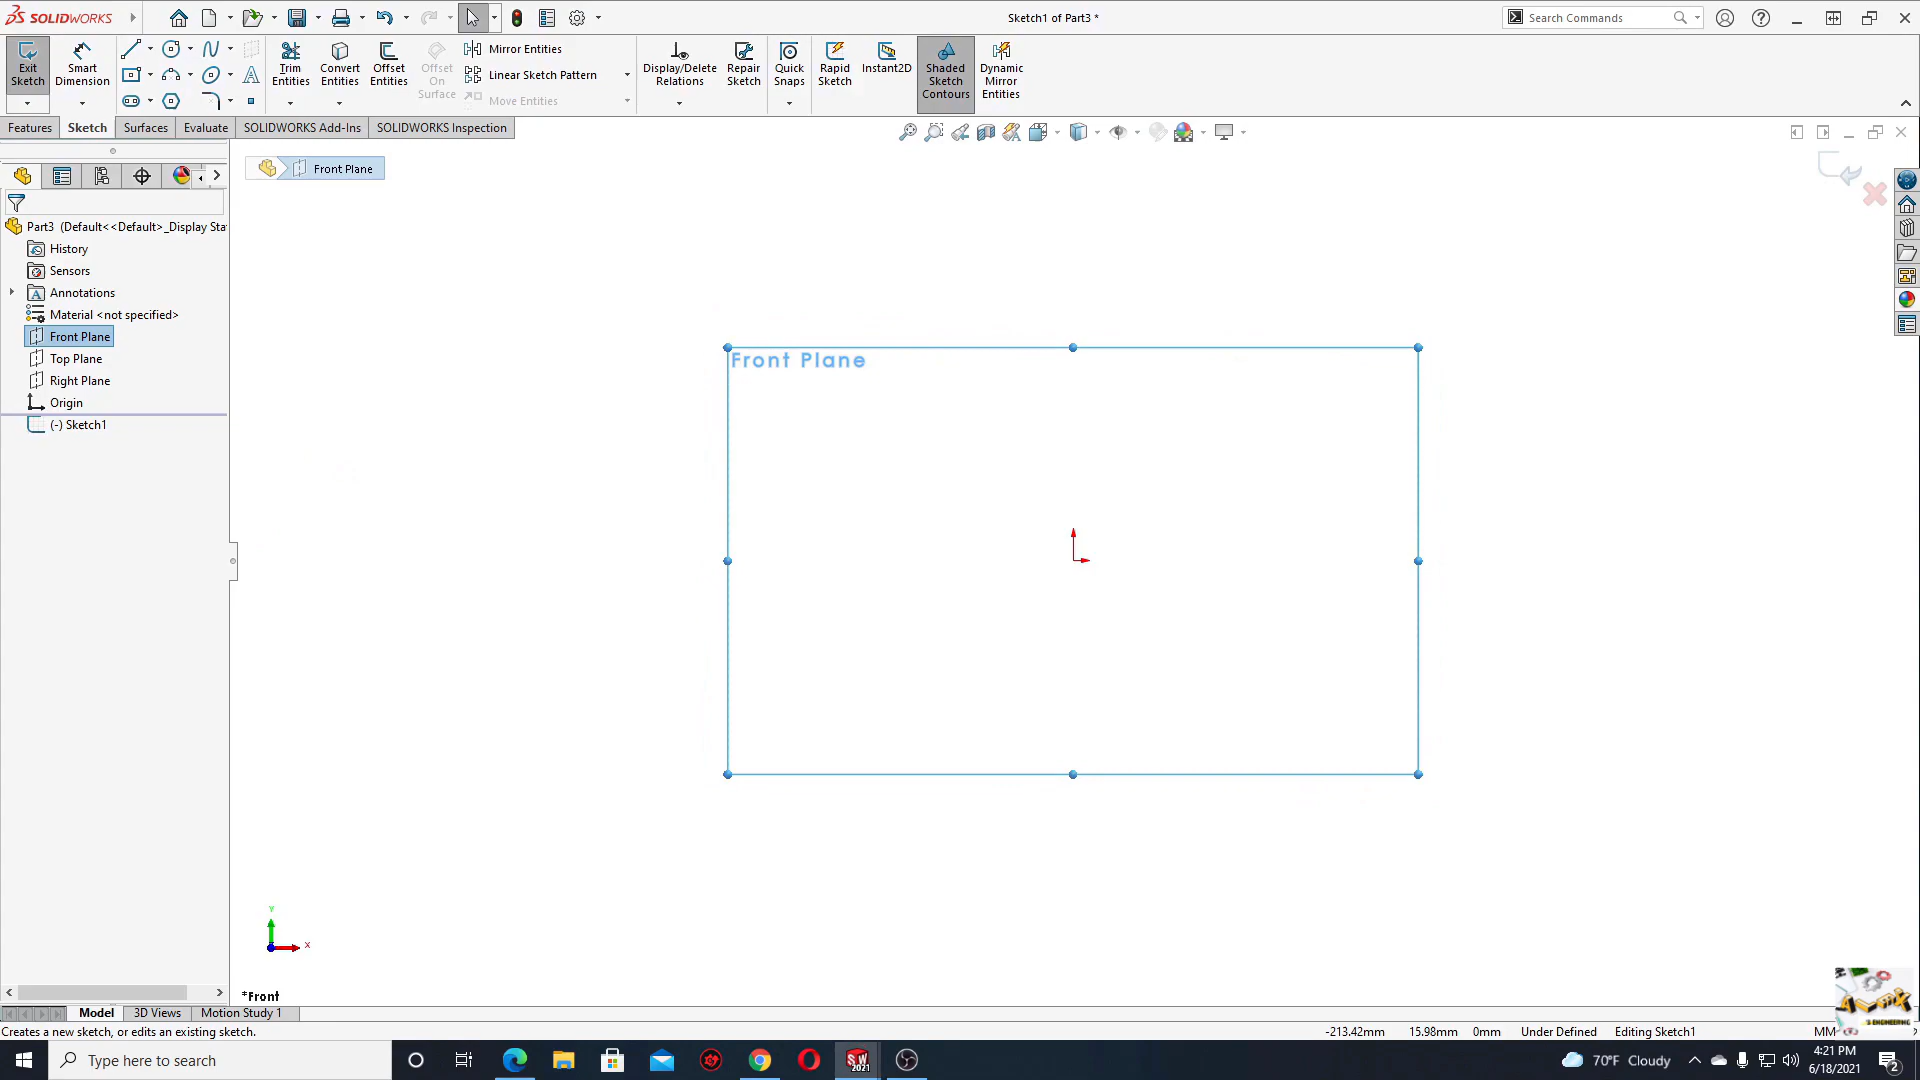 SOLIDWORKS
Sketch1 of Part3 *
Search Commands
Exit Sketch
Smart Dimension
Trim Entities
Convert Entities
Offset Entities
Offset On Surface
Mirror Entities
Linear Sketch Pattern
Move Entities
Display/Delete Relations
Repair Sketch
Quick Snaps
Rapid Sketch
Instant2D
Shaded Sketch Contours
Dynamic Mirror Entities
Features
Sketch
Surfaces
Evaluate
SOLIDWORKS Add-Ins
SOLIDWORKS Inspection
Front Plane
Part3 (Default<<Default>_Display Sta
History
Sensors
Annotations
Material <not specified>
Front Plane
Top Plane
Right Plane
Origin
(-) Sketch1
Front Plane
Y
X
*Front
Model
3D Views
Motion Study 1
Creates a new sketch, or edits an existing sketch.
-213.42mm
15.98mm
0mm
Under Defined
Editing Sketch1
Type here to search
SW
2021
70°F Cloudy
4:21 PM
6/18/2021
2